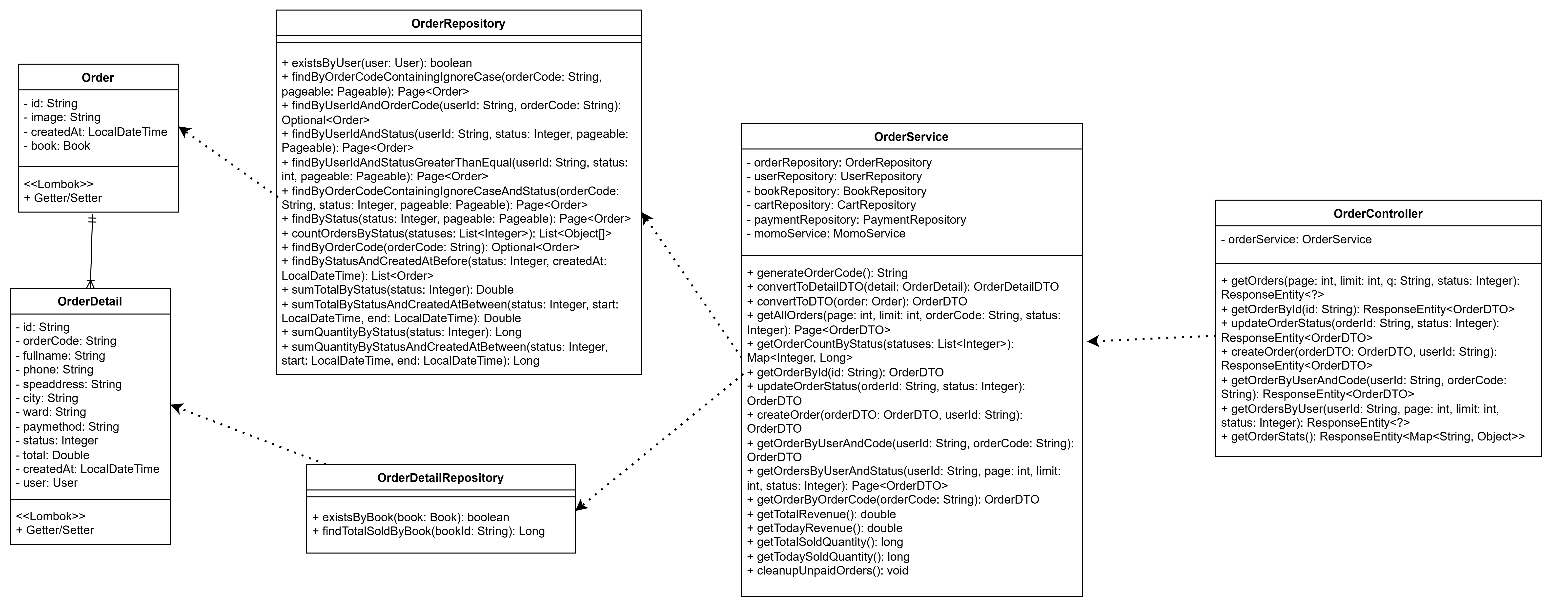 Order
- id: String
- image: String
- createdAt: LocalDateTime
- book: Book
<<Lombok>>
+ Getter/Setter
OrderDetail
- id: String
- orderCode: String
- fullname: String
- phone: String
- speaddress: String
- city: String
- ward: String
- paymethod: String
- status: Integer
- total: Double
- createdAt: LocalDateTime
- user: User
<<Lombok>>
+ Getter/Setter
OrderRepository
+ existsByUser(user: User): boolean
+ findByOrderCodeContainingIgnoreCase(orderCode: String,
pageable: Pageable): Page<Order>
+ findByUserIdAndOrderCode(userId: String, orderCode: String):
Optional<Order>
+ findByUserIdAndStatus(userId: String, status: Integer, pageable:
Pageable): Page<Order>
+ findByUserIdAndStatusGreaterThanEqual(userId: String, status:
int, pageable: Pageable): Page<Order>
+ findByOrderCodeContainingIgnoreCaseAndStatus(orderCode:
String, status: Integer, pageable: Pageable): Page<Order>
+ findByStatus(status: Integer, pageable: Pageable): Page<Order>
+ countOrdersByStatus(statuses: List<Integer>): List<Object[]>
+ findByOrderCode(orderCode: String): Optional<Order>
+ findByStatusAndCreatedAtBefore(status: Integer, createdAt:
LocalDateTime): List<Order>
+ sumTotalByStatus(status: Integer): Double
+ sumTotalByStatusAndCreatedAtBetween(status: Integer, start:
LocalDateTime, end: LocalDateTime): Double
+ sumQuantityByStatus(status: Integer): Long
+ sumQuantityByStatusAndCreatedAtBetween(status: Integer,
start: LocalDateTime, end: LocalDateTime): Long
OrderDetailRepository
+ existsByBook(book: Book): boolean
+ findTotalSoldByBook(bookId: String): Long
OrderService
- orderRepository: OrderRepository
- userRepository: UserRepository
- bookRepository: BookRepository
- cartRepository: CartRepository
- paymentRepository: PaymentRepository
- momoService: MomoService
+ generateOrderCode(): String
+ convertToDetailDTO(detail: OrderDetail): OrderDetailDTO
+ convertToDTO(order: Order): OrderDTO
+ getAllOrders(page: int, limit: int, orderCode: String, status:
Integer): Page<OrderDTO>
+ getOrderCountByStatus(statuses: List<Integer>):
Map<Integer, Long>
+ getOrderById(id: String): OrderDTO
+ updateOrderStatus(orderId: String, status: Integer):
OrderDTO
+ createOrder(orderDTO: OrderDTO, userId: String):
OrderDTO
+ getOrderByUserAndCode(userId: String, orderCode: String):
OrderDTO
+ getOrdersByUserAndStatus(userId: String, page: int, limit:
int, status: Integer): Page<OrderDTO>
+ getOrderByOrderCode(orderCode: String): OrderDTO
+ getTotalRevenue(): double
+ getTodayRevenue(): double
+ getTotalSoldQuantity(): long
+ getTodaySoldQuantity(): long
+ cleanupUnpaidOrders(): void
OrderController
- orderService: OrderService
+ getOrders(page: int, limit: int, q: String, status: Integer):
ResponseEntity<?>
+ getOrderById(id: String): ResponseEntity<OrderDTO>
+ updateOrderStatus(orderId: String, status: Integer):
ResponseEntity<OrderDTO>
+ createOrder(orderDTO: OrderDTO, userId: String):
ResponseEntity<OrderDTO>
+ getOrderByUserAndCode(userId: String, orderCode:
String): ResponseEntity<OrderDTO>
+ getOrdersByUser(userId: String, page: int, limit: int,
status: Integer): ResponseEntity<?>
+ getOrderStats(): ResponseEntity<Map<String, Object>>